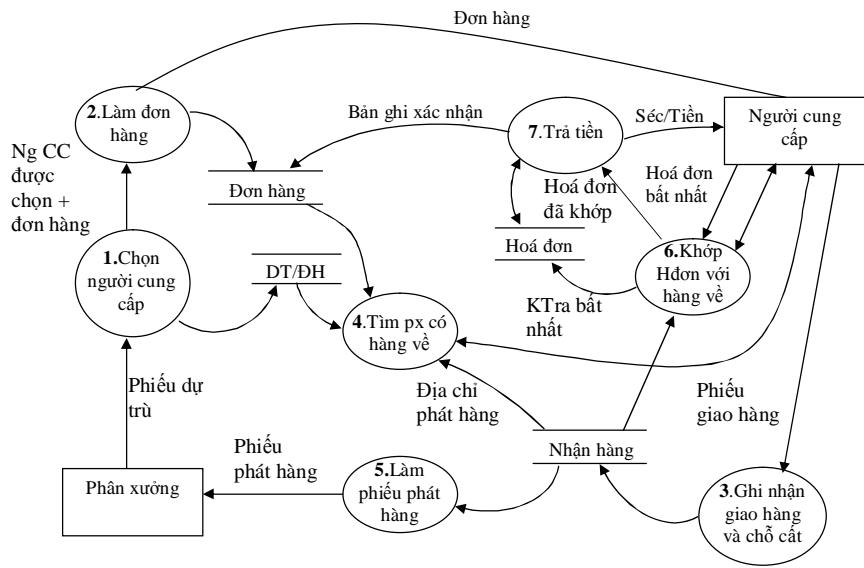 Đơn hàng
2.Làm đơn
hàng
Bản ghi xác nhận
7.Trả tiền
Séc/Tiền
Người cung
cấp
Ng CC
được
chọn +
đơn hàng
Đơn hàng
Hoá đơn
đã khớp
Hoá đơn
bất nhất
1.Chọn
người cung
cấp
DT/ĐH
Hoá đơn
6.Khớp
Hđơn với
hàng về
KTra bất
nhất
4.Tìm px có
hàng về
Phiếu dự
trù
Địa chỉ
phát hàng
Phiếu
giao hàng
Phiếu
phát hàng
Nhận hàng
Phân xưởng
5.Làm
phiếu phát
hàng
3.Ghi nhận
giao hàng
và chỗ cất